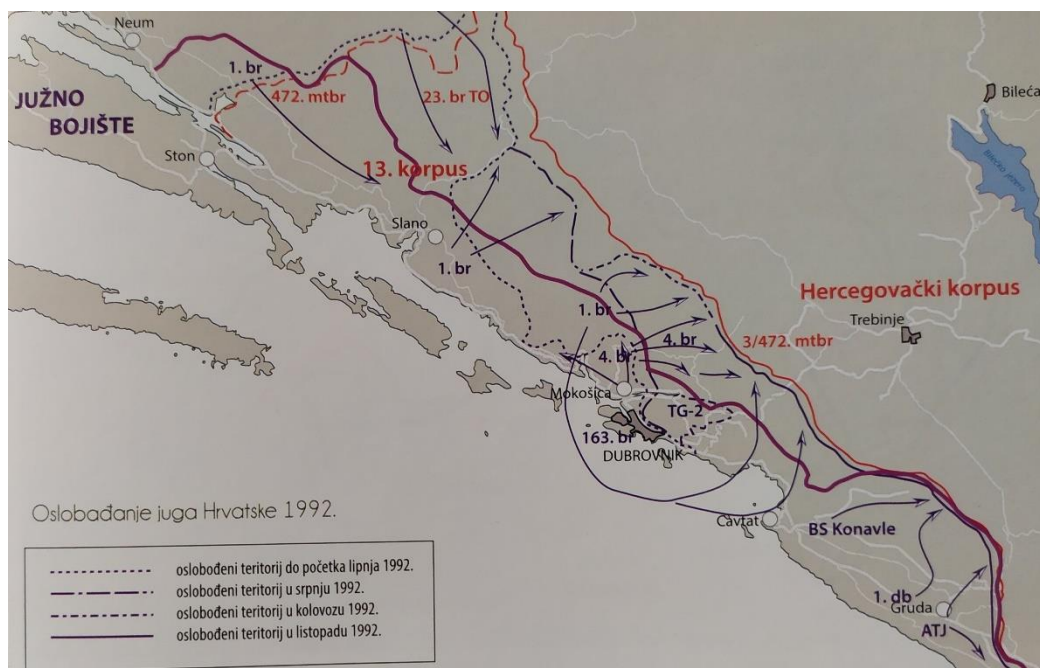 Neum
1. br
472. mtbr
23. br TO
JUŽNO
BOJIŠTE
Bileća
Bilećko jezero
Ston
13. korpus
Slano
1. br
Hercegovački korpus
Trebinje
1. br
3/472. mtbr
4. br
4. br
Mokošica
TG-2
163. br
DUBROVNIK
Cavtat
BS Konavle
1. db
Gruda
ATJ
Oslobađanje juga Hrvatske 1992.
oslobođeni teritorij do početka lipnja 1992.
oslobođeni teritorij u srpnju 1992.
oslobođeni teritorij u kolovozu 1992.
oslobođeni teritorij u listopadu 1992.